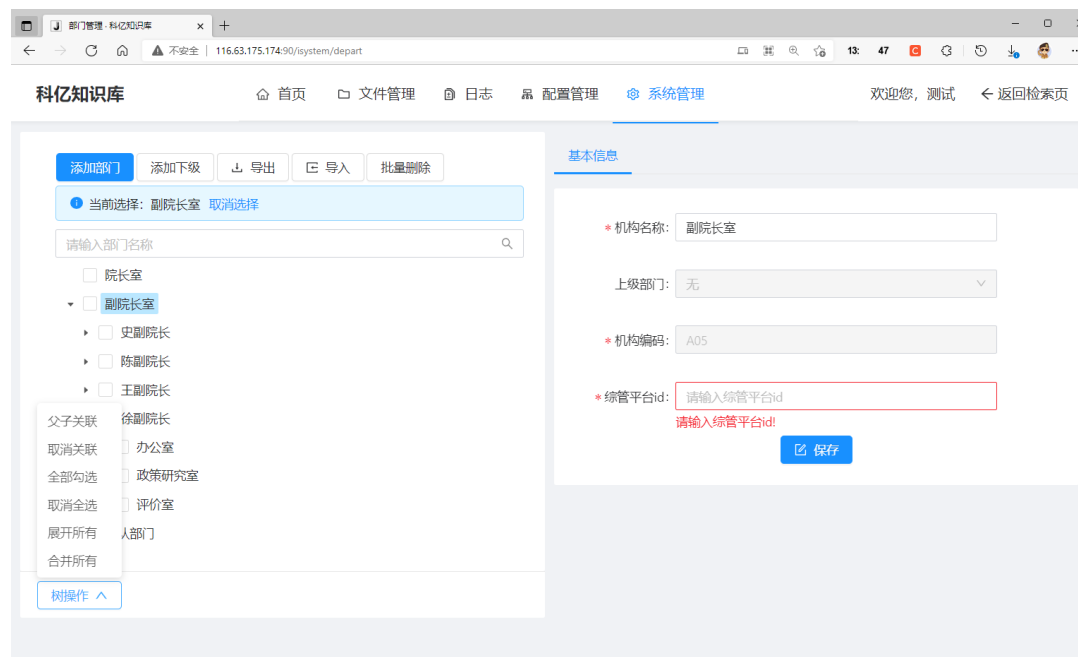 部门管理 · 科亿知识库
不安全 116.63.175.174:90/isystem/depart
13: 47
科亿知识库 首页 文件管理 日志 配置管理 系统管理 欢迎您，测试 返回检索页
添加部门 添加下级 导出 导入 批量删除
当前选择：副院长室 取消选择
请输入部门名称
院长室
副院长室
史副院长
陈副院长
王副院长
徐副院长
办公室
政策研究室
评价室
人部门
父子关联
取消关联
全部勾选
取消全选
展开所有
合并所有
树操作
基本信息
* 机构名称: 副院长室
上级部门: 无
* 机构编码: A05
* 综管平台id: 请输入综管平台id
请输入综管平台id!
保存